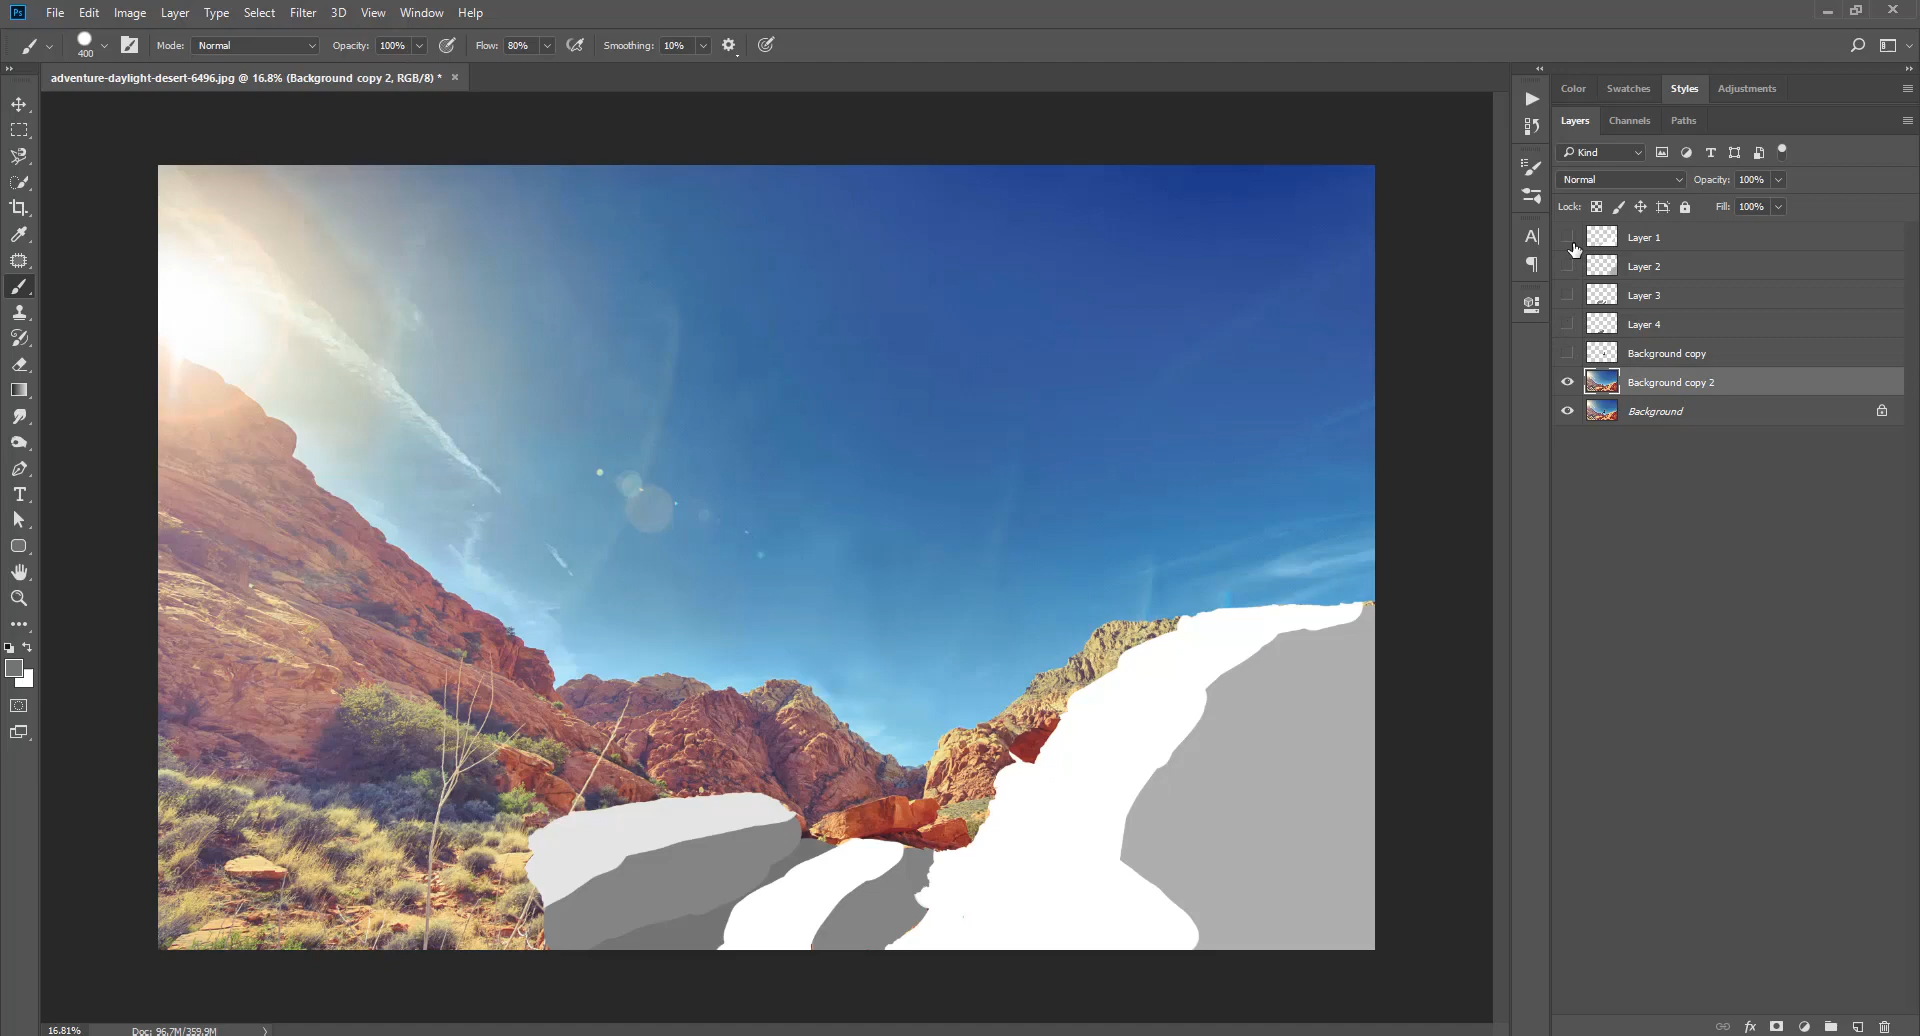 Ps File Edit Image Layer Type Select Filter 3D View Window Help
400 Mode: Normal Opacity: 100% Flow: 80% Smoothing: 10%
adventure-daylight-desert-6496.jpg @ 16.8% (Background copy 2, RGB/8) *
Color Swatches Styles Adjustments
Layers Channels Paths
Kind
Normal Opacity: 100%
Lock: Fill: 100%
Layer 1
Layer 2
Layer 3
Layer 4
Background copy
Background copy 2
Background
16.81% Doc: 96.7M/359.9M